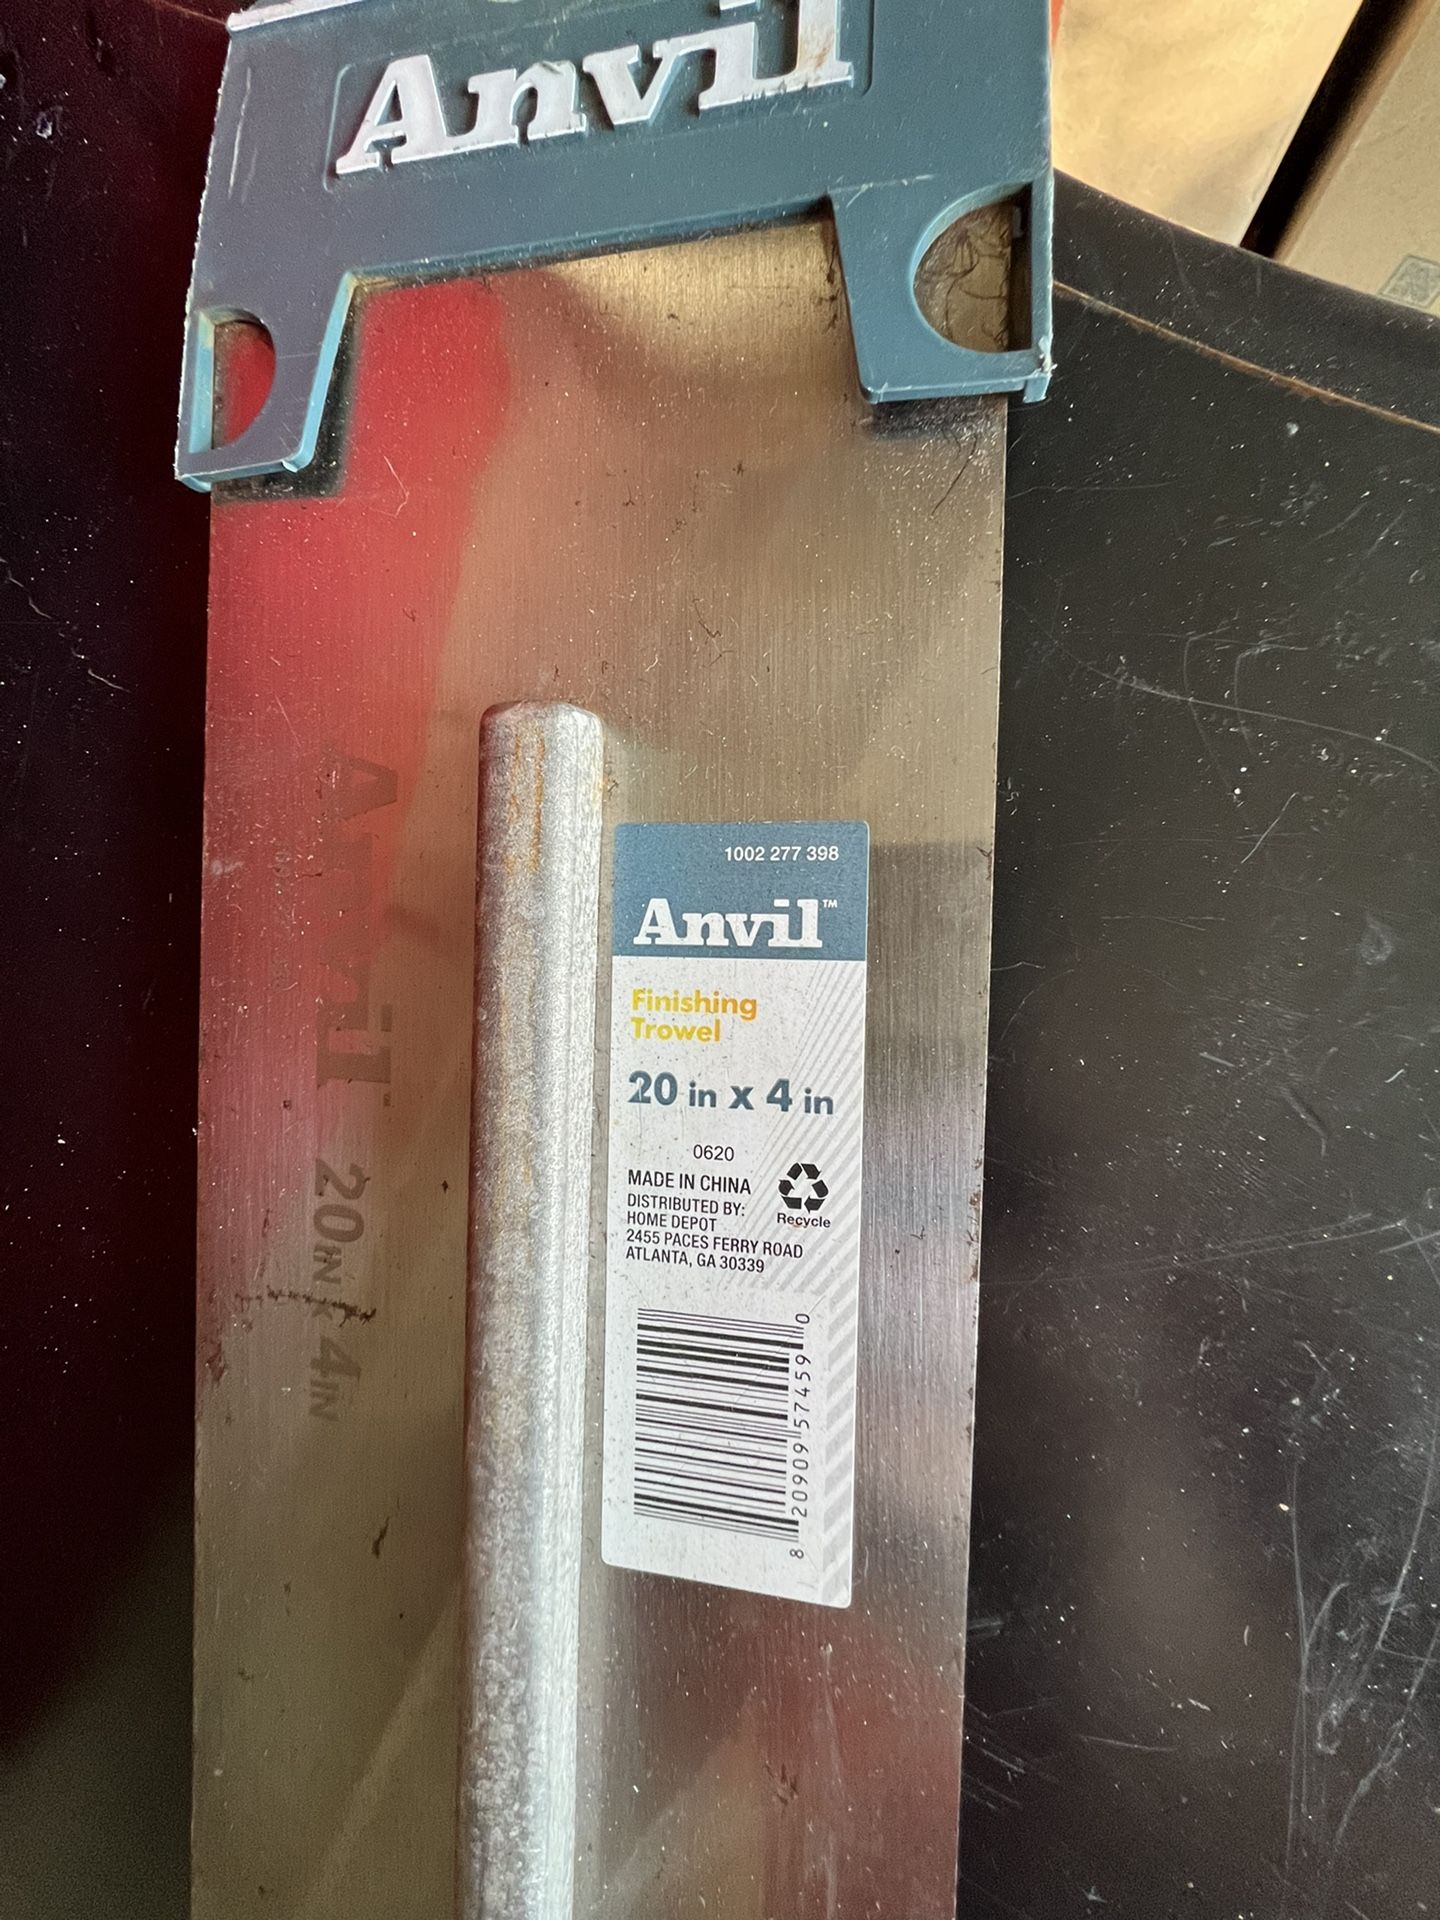 Anvil
Anvil™
20IN X 4IN
1002 277 398
Anvil™
Finishing
Trowel
20 in x 4 in
0620
MADE IN CHINA
DISTRIBUTED BY:
HOME DEPOT
2455 PACES FERRY ROAD
ATLANTA, GA 30339
Recycle
8 20909 57459 0